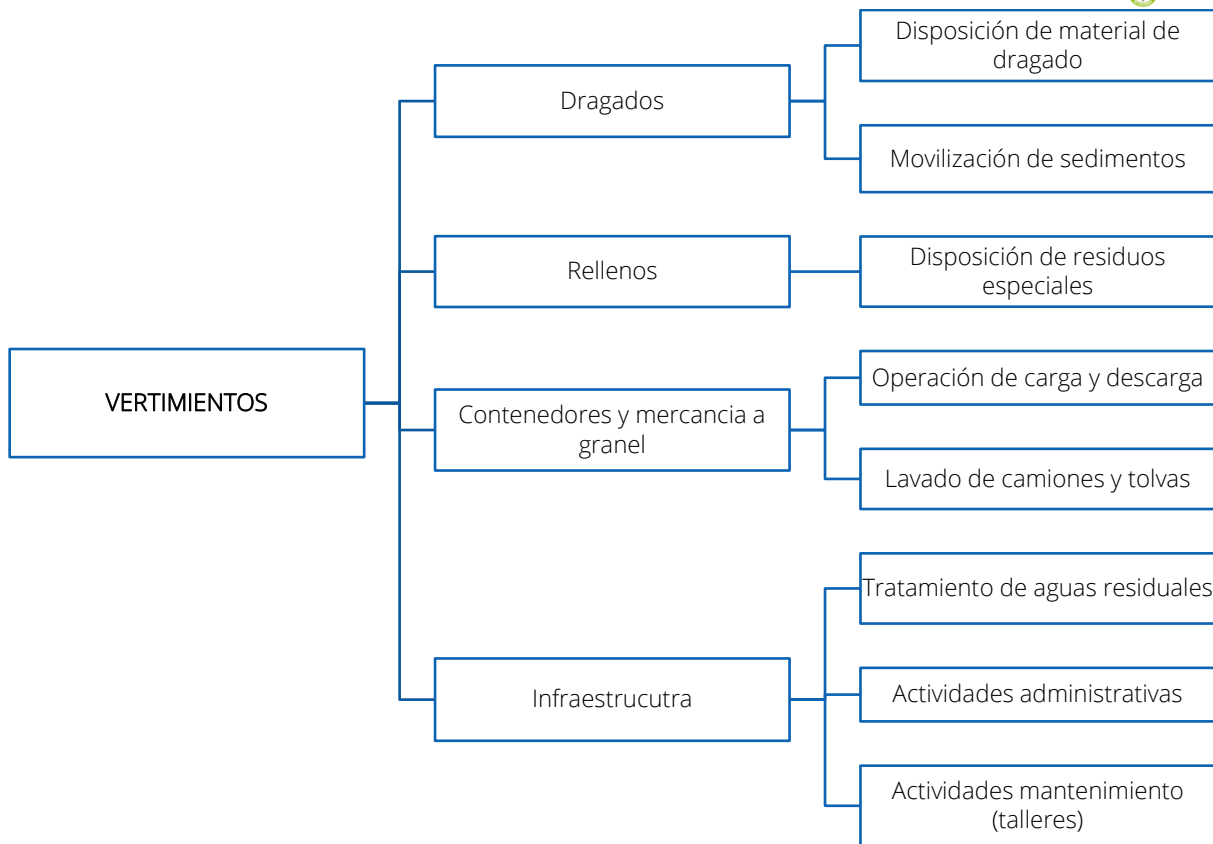 VERTIMIENTOS
Dragados
Disposición de material de
dragado
Movilización de sedimentos
Rellenos
Disposición de residuos
especiales
Contenedores y mercancia a
granel
Operación de carga y descarga
Lavado de camiones y tolvas
Infraestrucutra
Tratamiento de aguas residuales
Actividades administrativas
Actividades mantenimiento
(talleres)